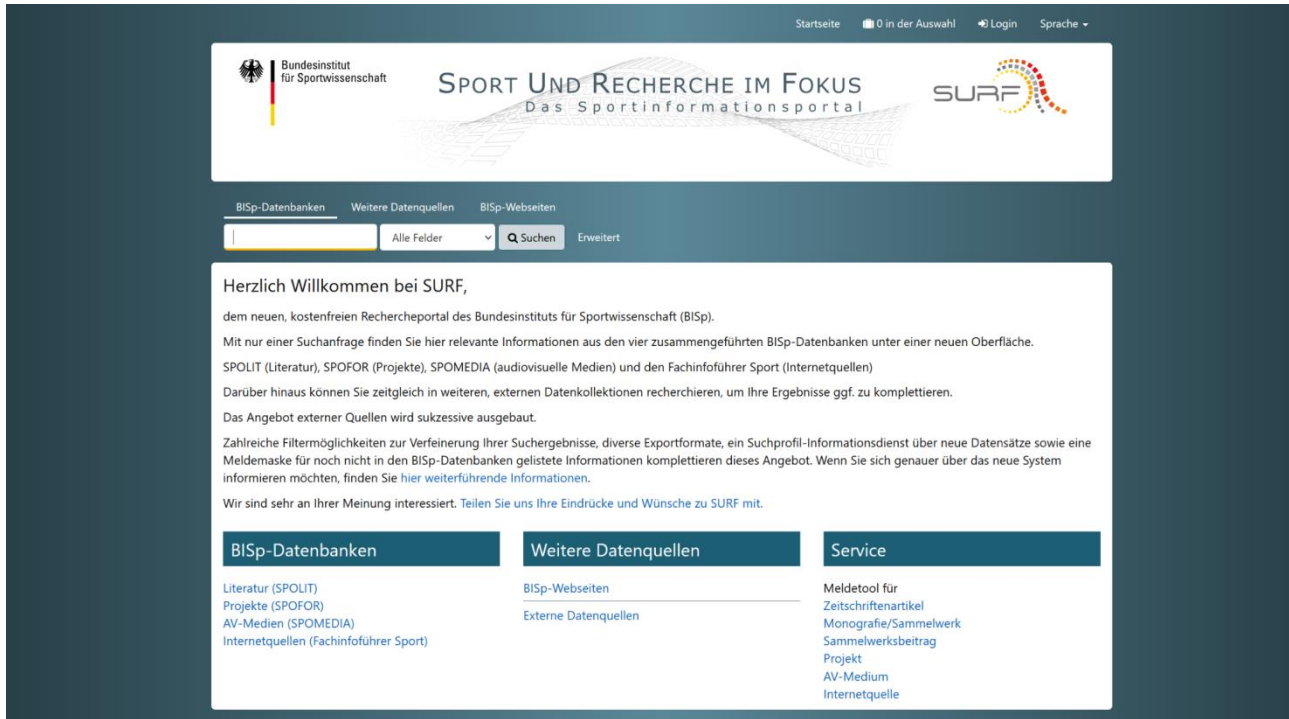 Startseite 0 in der Auswahl Login Sprache
Bundesinstitut
für Sportwissenschaft
SPORT UND RECHERCHE IM FOKUS
Das Sportinformationsportal
SURF
BISp-Datenbanken Weitere Datenquellen BISp-Webseiten
Alle Felder Suchen Erweitert
Herzlich Willkommen bei SURF,
dem neuen, kostenfreien Rechercheportal des Bundesinstituts für Sportwissenschaft (BISp).
Mit nur einer Suchanfrage finden Sie hier relevante Informationen aus den vier zusammengeführten BISp-Datenbanken unter einer neuen Oberfläche.
SPOLIT (Literatur), SPOFOR (Projekte), SPOMEDIA (audiovisuelle Medien) und den Fachinfoführer Sport (Internetquellen)
Darüber hinaus können Sie zeitgleich in weiteren, externen Datenkollektionen recherchieren, um Ihre Ergebnisse ggf. zu komplettieren.
Das Angebot externer Quellen wird sukzessive ausgebaut.
Zahlreiche Filtermöglichkeiten zur Verfeinerung Ihrer Suchergebnisse, diverse Exportformate, ein Suchprofil-Informationsdienst über neue Datensätze sowie eine
Meldemaske für noch nicht in den BISp-Datenbanken gelistete Informationen komplettieren dieses Angebot. Wenn Sie sich genauer über das neue System
informieren möchten, finden Sie hier weiterführende Informationen.
Wir sind sehr an Ihrer Meinung interessiert. Teilen Sie uns Ihre Eindrücke und Wünsche zu SURF mit.
BISp-Datenbanken
Literatur (SPOLIT)
Projekte (SPOFOR)
AV-Medien (SPOMEDIA)
Internetquellen (Fachinfoführer Sport)
Weitere Datenquellen
BISp-Webseiten
Externe Datenquellen
Service
Meldetool für
Zeitschriftenartikel
Monografie/Sammelwerk
Sammelwerksbeitrag
Projekt
AV-Medium
Internetquelle